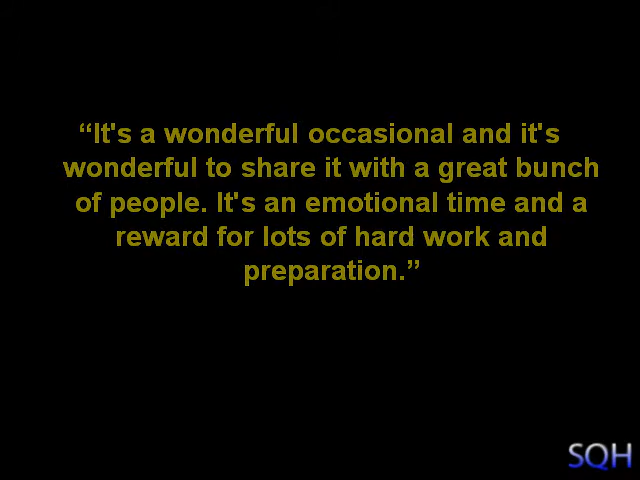 “It's a wonderful occasional and it's
wonderful to share it with a great bunch
of people. It's an emotional time and a
reward for lots of hard work and
preparation.”
SQH